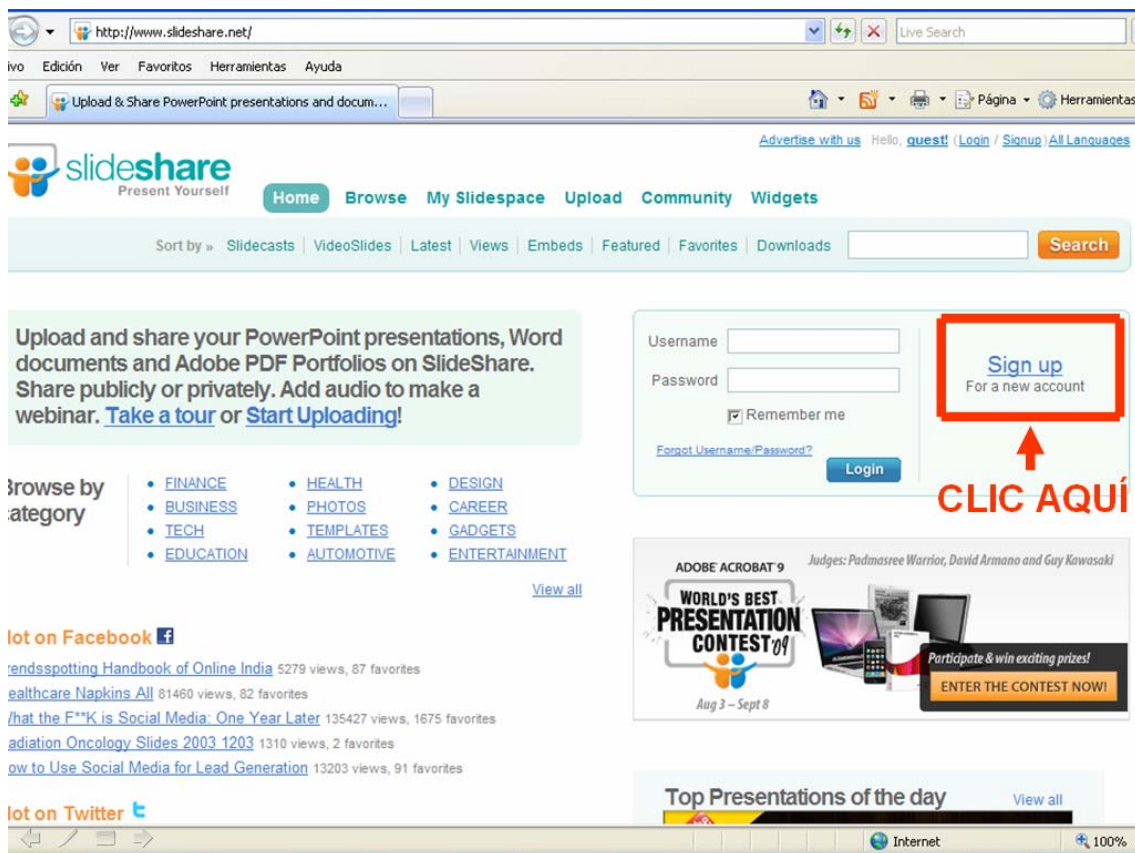 http://www.slideshare.net/
Live Search
ivo Edición Ver Favoritos Herramientas Ayuda
Upload & Share PowerPoint presentations and docum...
Página Herramientas
Advertise with us Hello, guest! (Login / Signup) All Languages
slideshare
Present Yourself
Home Browse My Slidespace Upload Community Widgets
Sort by » Slidecasts | VideoSlides | Latest | Views | Embeds | Featured | Favorites | Downloads
Search
Upload and share your PowerPoint presentations, Word
documents and Adobe PDF Portfolios on SlideShare.
Share publicly or privately. Add audio to make a
webinar. Take a tour or Start Uploading!
Username
Password
Remember me
Forgot Username/Password?
Login
Sign up
For a new account
CLIC AQUÍ
Browse by
category
• FINANCE • HEALTH • DESIGN
• BUSINESS • PHOTOS • CAREER
• TECH • TEMPLATES • GADGETS
• EDUCATION • AUTOMOTIVE • ENTERTAINMENT
View all
ADOBE ACROBAT 9
WORLD'S BEST
PRESENTATION
CONTEST '09
Aug 3 – Sept 8
Judges: Padmasree Warrior, David Armano and Guy Kawasaki
Participate & win exciting prizes!
ENTER THE CONTEST NOW!
Hot on Facebook
rendsspotting Handbook of Online India 5279 views, 87 favorites
ealthcare Napkins All 81460 views, 82 favorites
What the F**K is Social Media: One Year Later 135427 views, 1675 favorites
adiation Oncology Slides 2003 1203 1310 views, 2 favorites
ow to Use Social Media for Lead Generation 13203 views, 91 favorites
Hot on Twitter
Top Presentations of the day View all
Internet
100%